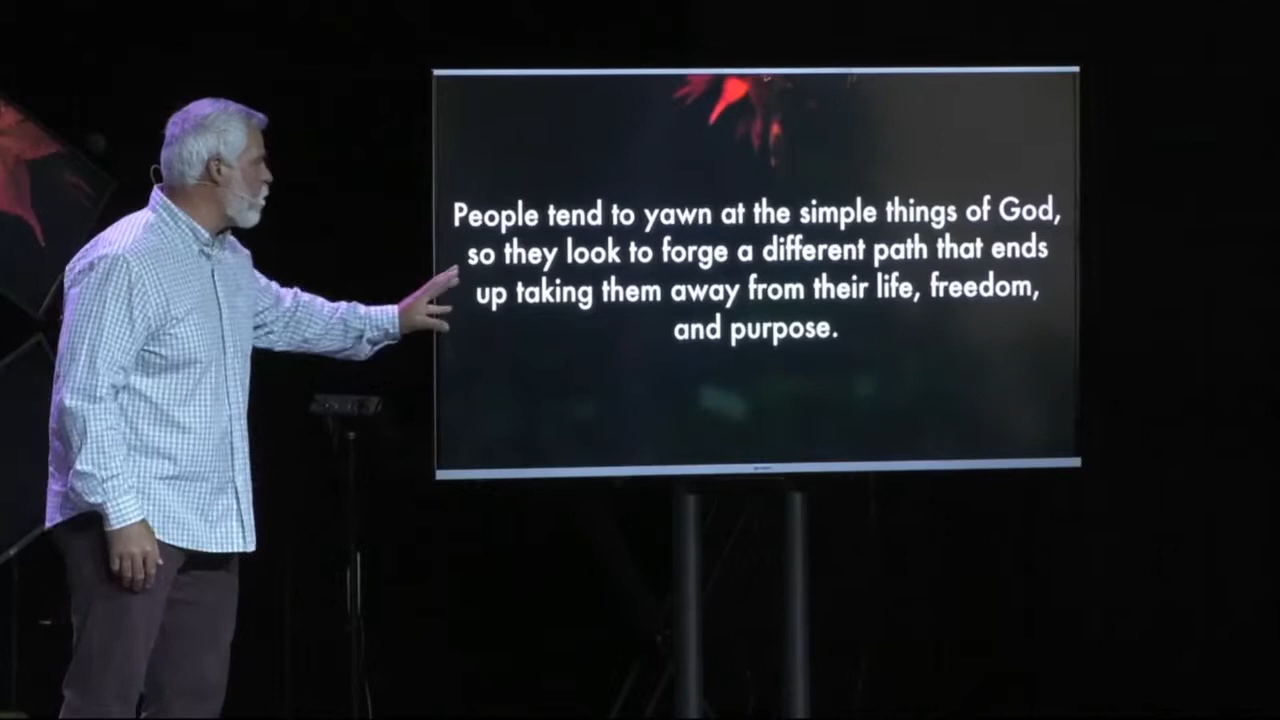 People tend to yawn at the simple things of God,
so they look to forge a different path that ends
up taking them away from their life, freedom,
and purpose.